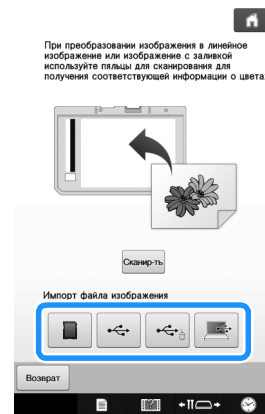 При преобразовании изображения в линейное
изображение или изображение с заливкой
используйте пяльцы для сканирования для
получения соответствующей информации о цвета
Сканир-ть
Импорт файла изображения
Возврат